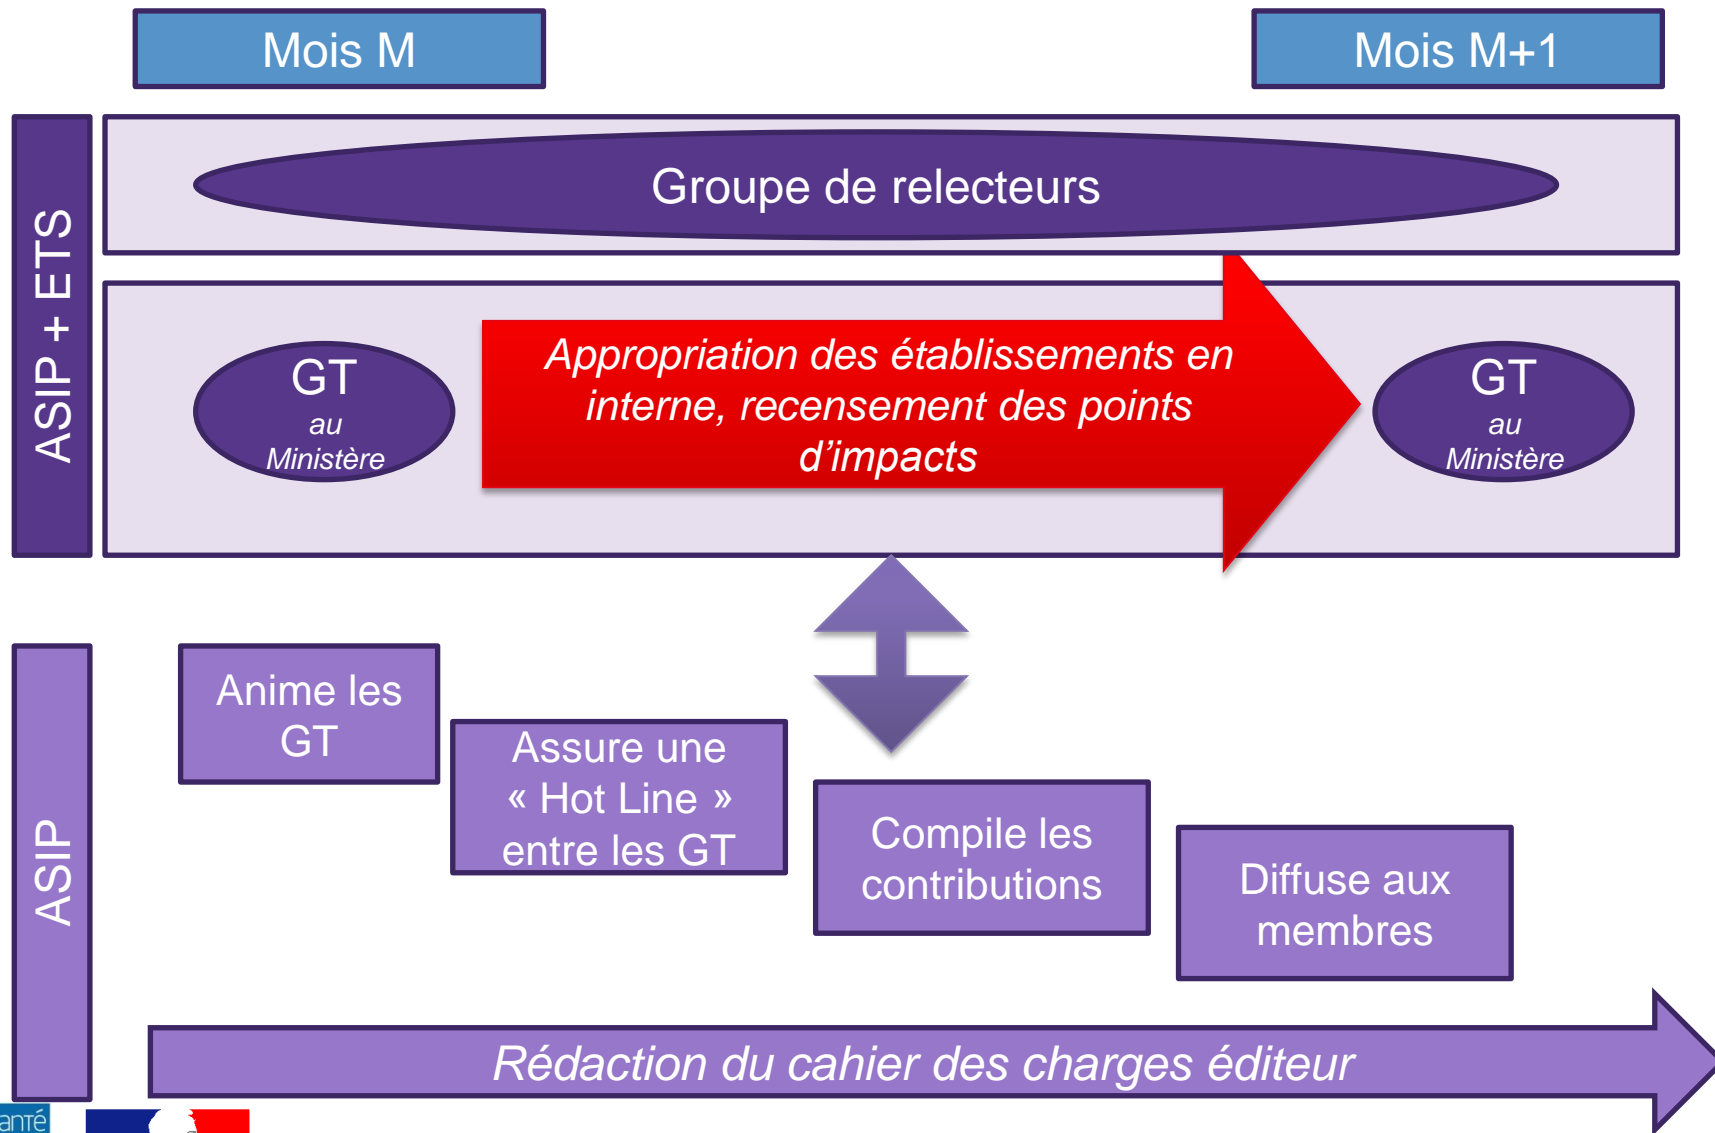 Mois M
Mois M+1
ASIP + ETS
Groupe de relecteurs
GT
au
Ministère
Appropriation des établissements en
interne, recensement des points
d’impacts
GT
au
Ministère
ASIP
Anime les
GT
Assure une
« Hot Line »
entre les GT
Compile les
contributions
Diffuse aux
membres
Rédaction du cahier des charges éditeur